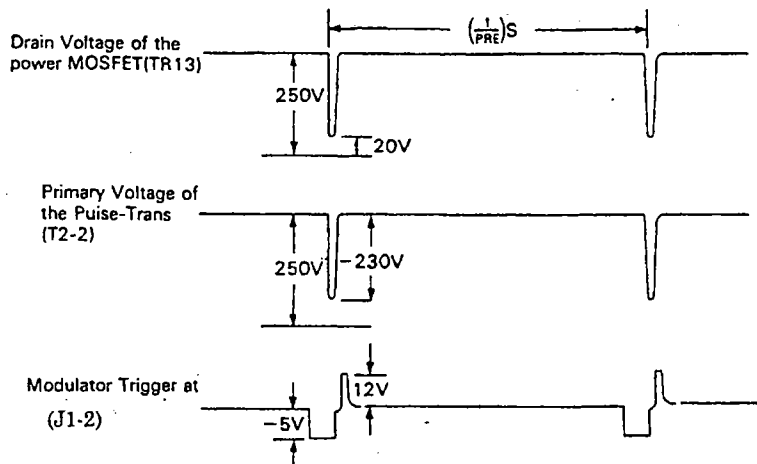 Drain Voltage of the
power MOSFET(TR13)
(1/PRE)S
250V
20V
Primary Voltage of
the Puise-Trans
(T2-2)
250V
-230V
Modulator Trigger at
(J1-2)
12V
-5V